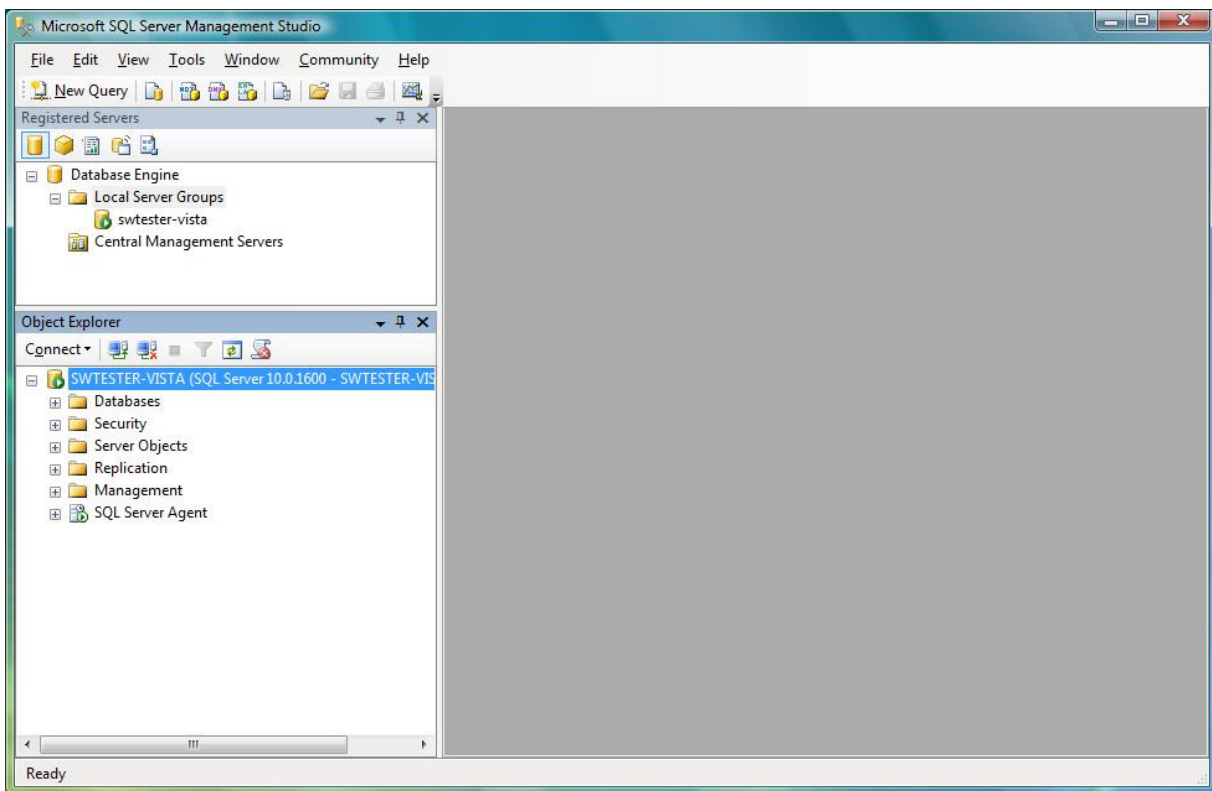 Microsoft SQL Server Management Studio
File Edit View Tools Window Community Help
New Query
Registered Servers
Database Engine
Local Server Groups
swtester-vista
Central Management Servers
Object Explorer
Connect
SWTESTER-VISTA (SQL Server 10.0.1600 - SWTESTER-VIS
Databases
Security
Server Objects
Replication
Management
SQL Server Agent
Ready